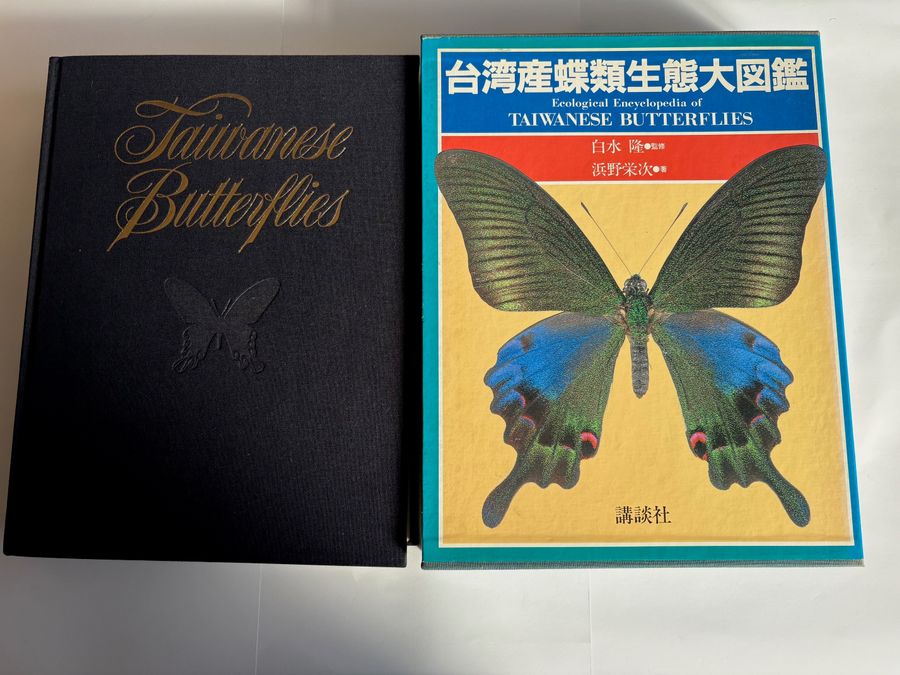 Taiwanese
Butterflies
台湾産蝶類生態大図鑑
Ecological Encyclopedia of
TAIWANESE BUTTERFLIES
白水 隆●監修
浜野栄次●著
講談社